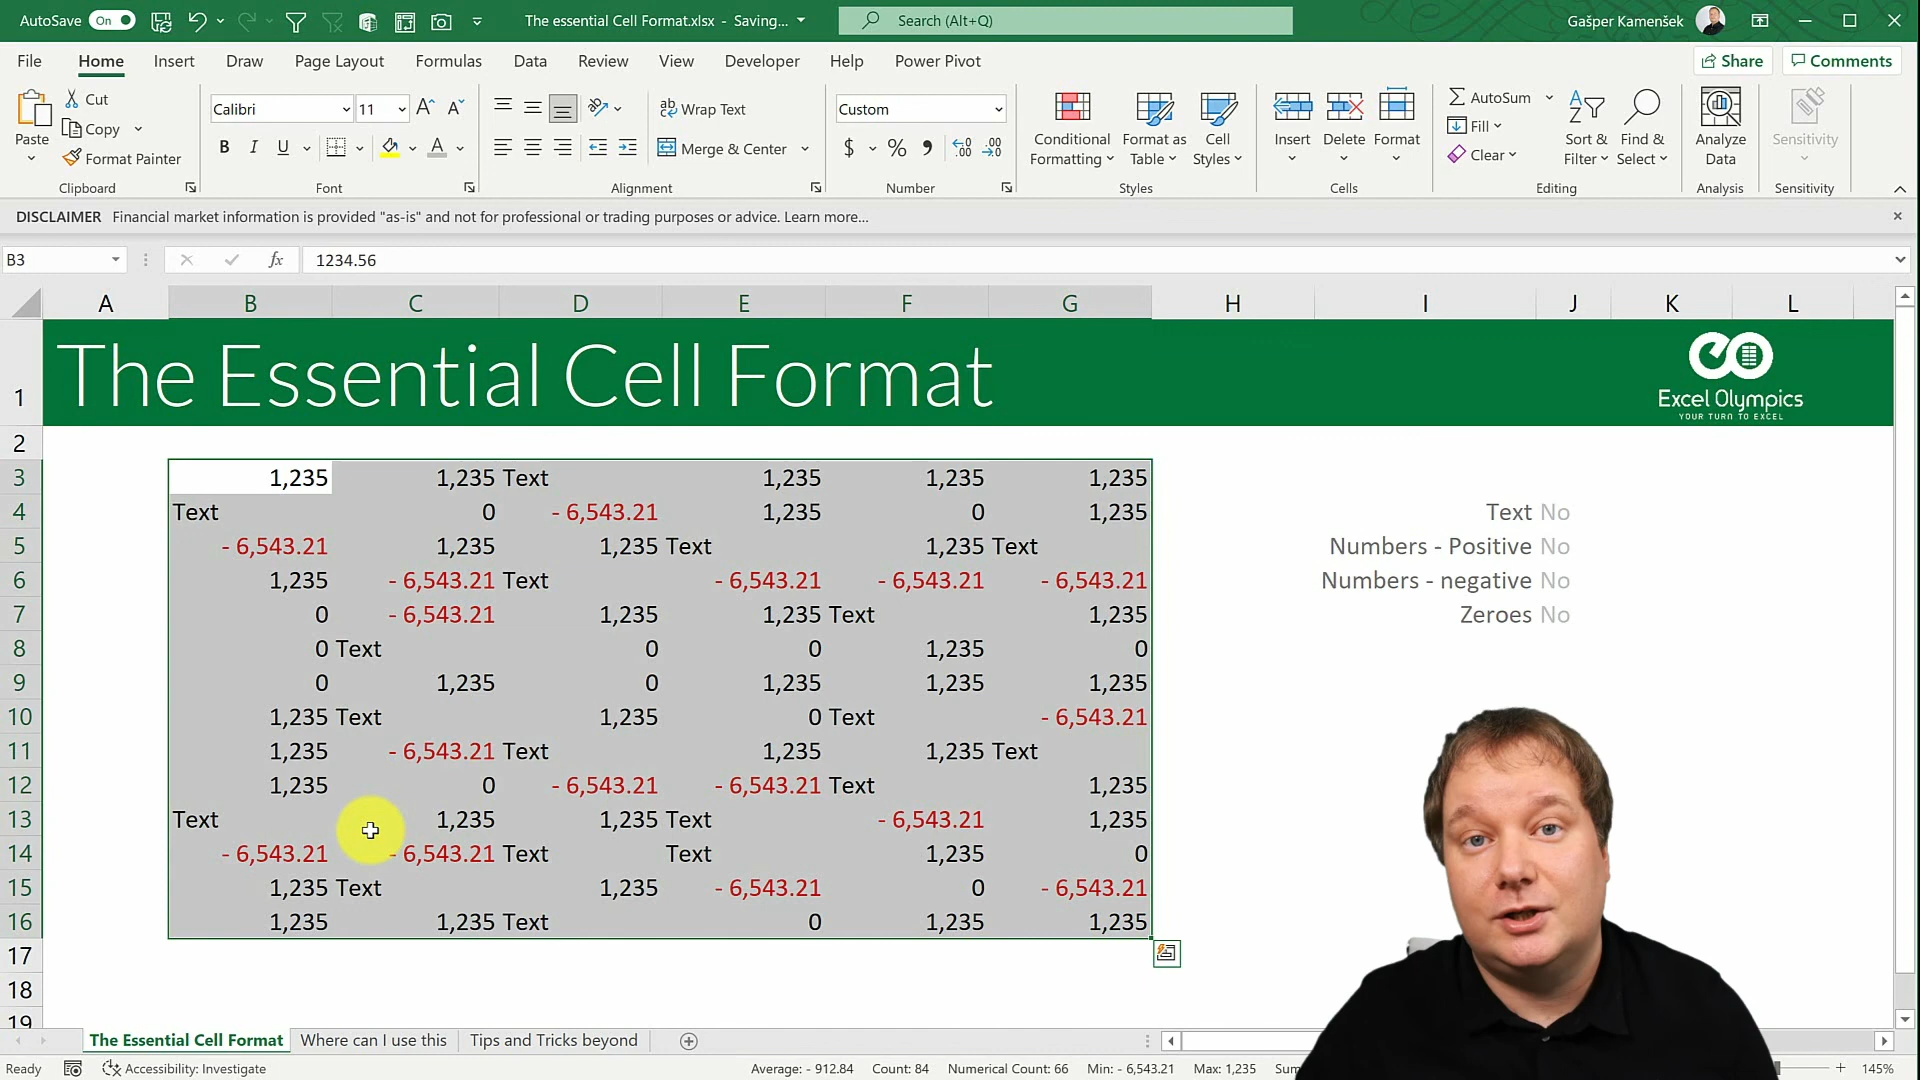 AutoSave On The essential Cell Format.xlsx - Saving... Search (Alt+Q) Gašper Kamenšek
File Home Insert Draw Page Layout Formulas Data Review View Developer Help Power Pivot Share Comments
Paste Cut Copy Format Painter
Clipboard
Calibri 11
B I U A
Font
Wrap Text
Merge & Center
Alignment
Custom
$ %
Number
Conditional Formatting
Format as Table
Cell Styles
Styles
Insert Delete Format
Cells
AutoSum
Fill
Clear
Sort & Filter
Find & Select
Editing
Analyze Data
Analysis
Sensitivity
Sensitivity
DISCLAIMER Financial market information is provided "as-is" and not for professional or trading purposes or advice. Learn more...
B3 fx 1234.56
A B C D E F G H I J K L
1 The Essential Cell Format
Excel Olympics
YOUR TURN TO EXCEL
2
3 1,235 1,235 Text 1,235 1,235 1,235
4 Text 0 - 6,543.21 1,235 0 1,235 Text No
5 - 6,543.21 1,235 1,235 Text 1,235 Text Numbers - Positive No
6 1,235 - 6,543.21 Text - 6,543.21 - 6,543.21 - 6,543.21 Numbers - negative No
7 0 - 6,543.21 1,235 1,235 Text 1,235 Zeroes No
8 0 Text 0 0 1,235 0
9 0 1,235 0 1,235 1,235 1,235
10 1,235 Text 1,235 0 Text - 6,543.21
11 1,235 - 6,543.21 Text 1,235 1,235 Text
12 1,235 0 - 6,543.21 - 6,543.21 Text 1,235
13 Text 1,235 1,235 Text - 6,543.21 1,235
14 - 6,543.21 - 6,543.21 Text Text 1,235 0
15 1,235 Text 1,235 - 6,543.21 0 - 6,543.21
16 1,235 1,235 Text 0 1,235 1,235
17
18
19
The Essential Cell Format Where can I use this Tips and Tricks beyond
Ready Accessibility: Investigate Average: - 912.84 Count: 84 Numerical Count: 66 Min: - 6,543.21 Max: 1,235 145%